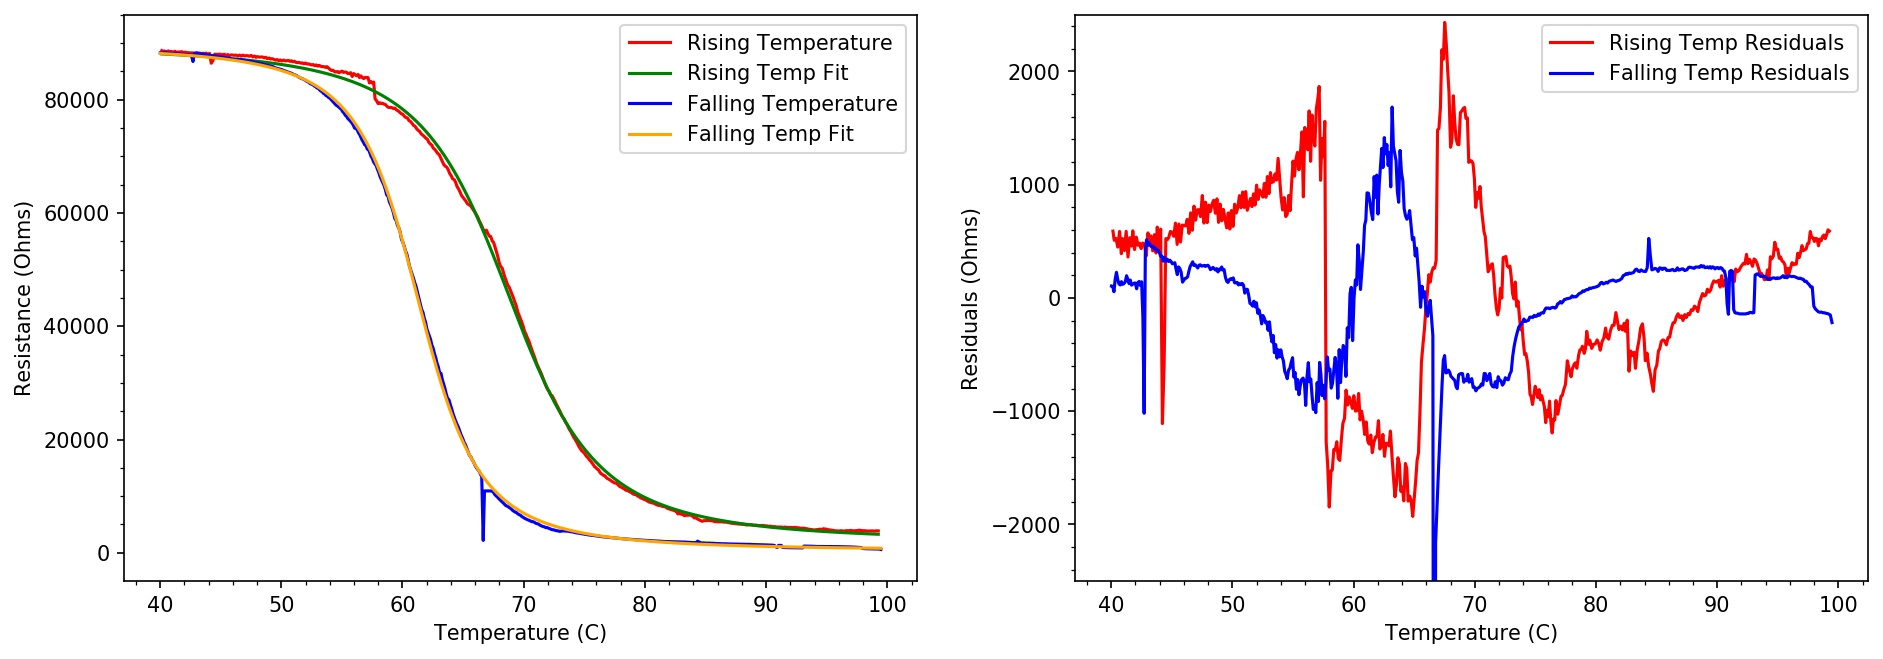 Resistance (Ohms)
80000
60000
40000
20000
0
40
50
60
70
80
90
100
Temperature (C)
Rising Temperature
Rising Temp Fit
Falling Temperature
Falling Temp Fit
Residuals (Ohms)
2000
1000
0
−1000
−2000
40
50
60
70
80
90
100
Temperature (C)
Rising Temp Residuals
Falling Temp Residuals